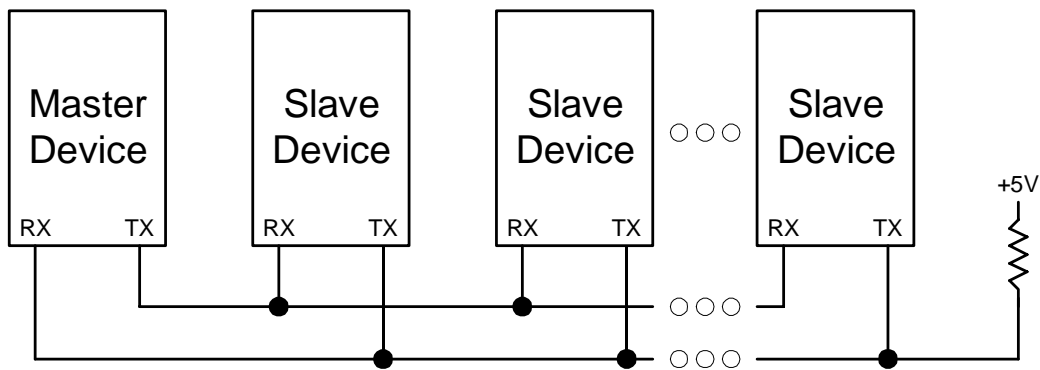 Master
Device
Slave
Device
Slave
Device
Slave
Device
+5V
RX TX
RX TX
RX TX
RX TX